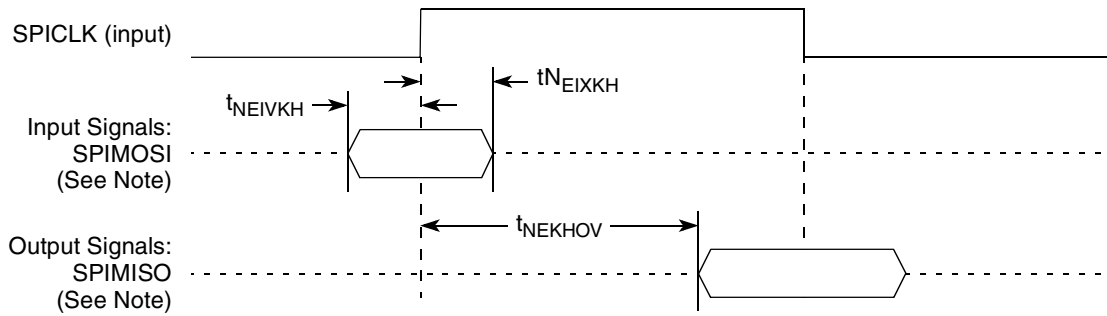 SPICLK (input)
tNEIXKH
tNEIVKH
Input Signals:
SPIMOSI
(See Note)
tNEKHOV
Output Signals:
SPIMISO
(See Note)